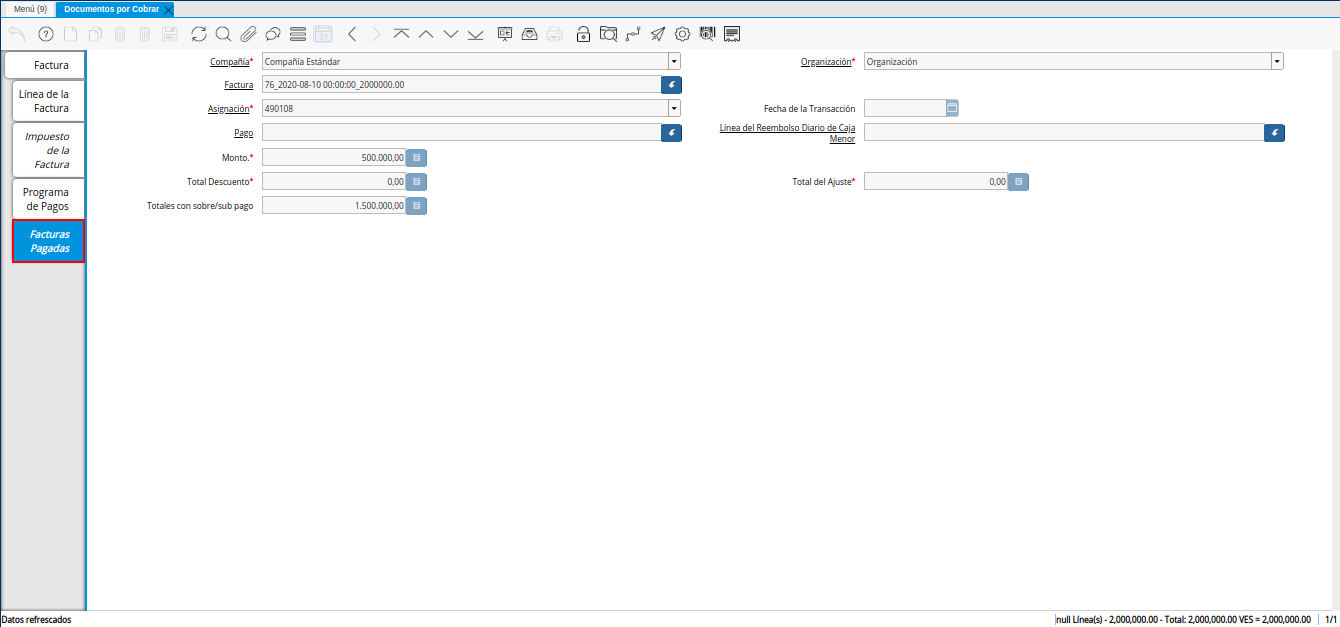 Menú (9)
Documentos por Cobrar
Factura
Línea de la
Factura
Impuesto
de la
Factura
Programa
de Pagos
Facturas
Pagadas
Compañía* Compañía Estándar
Organización* Organización
Factura 76_2020-08-10 00:00:00_2000000.00
Asignación* 490108
Fecha de la Transacción
Pago
Línea del Reembolso Diario de Caja
Menor
Monto.* 500.000,00
Total Descuento* 0,00
Total del Ajuste* 0,00
Totales con sobre/sub pago 1.500.000,00
Datos refrescados
null Línea(s) - 2,000,000.00 - Total: 2,000,000.00 VES = 2,000,000.00 1/1